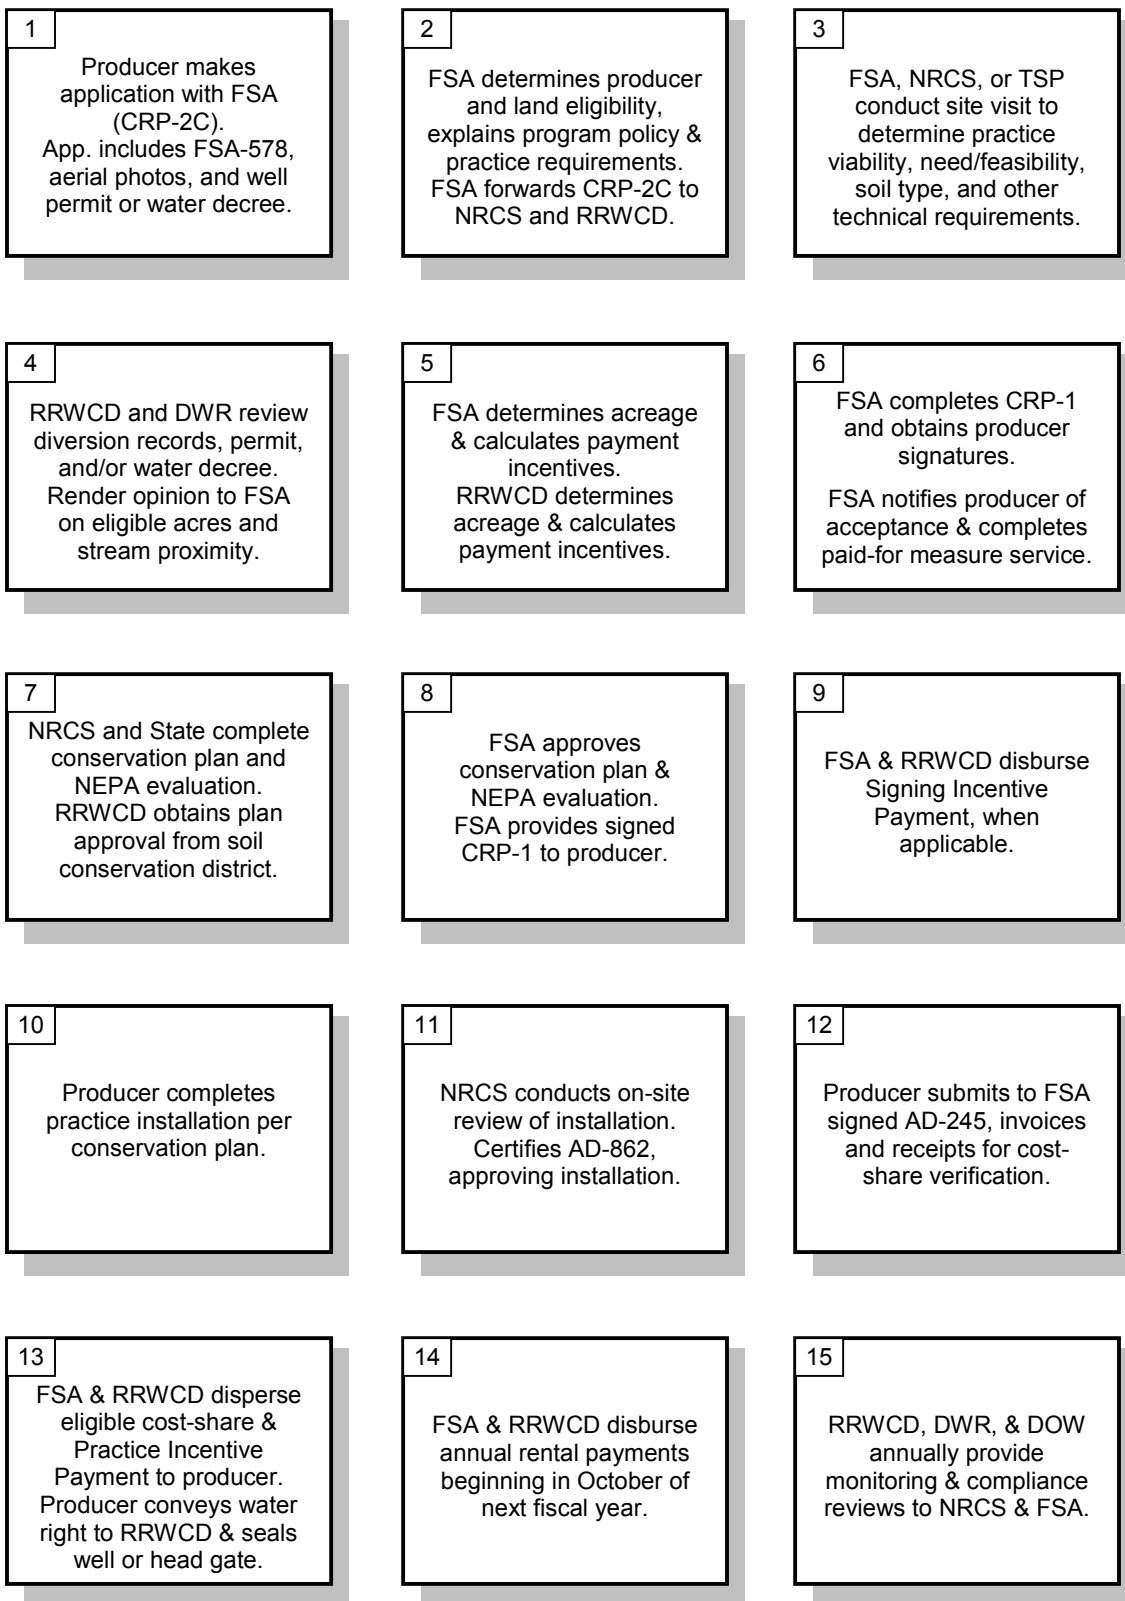 1
Producer makes
application with FSA
(CRP-2C).
App. includes FSA-578,
aerial photos, and well
permit or water decree.
2
FSA determines producer
and land eligibility,
explains program policy &
practice requirements.
FSA forwards CRP-2C to
NRCS and RRWCD.
3
FSA, NRCS, or TSP
conduct site visit to
determine practice
viability, need/feasibility,
soil type, and other
technical requirements.
4
RRWCD and DWR review
diversion records, permit,
and/or water decree.
Render opinion to FSA
on eligible acres and
stream proximity.
5
FSA determines acreage
& calculates payment
incentives.
RRWCD determines
acreage & calculates
payment incentives.
6
FSA completes CRP-1
and obtains producer
signatures.
FSA notifies producer of
acceptance & completes
paid-for measure service.
7
NRCS and State complete
conservation plan and
NEPA evaluation.
RRWCD obtains plan
approval from soil
conservation district.
8
FSA approves
conservation plan &
NEPA evaluation.
FSA provides signed
CRP-1 to producer.
9
FSA & RRWCD disburse
Signing Incentive
Payment, when
applicable.
10
Producer completes
practice installation per
conservation plan.
11
NRCS conducts on-site
review of installation.
Certifies AD-862,
approving installation.
12
Producer submits to FSA
signed AD-245, invoices
and receipts for cost-
share verification.
13
FSA & RRWCD disperse
eligible cost-share &
Practice Incentive
Payment to producer.
Producer conveys water
right to RRWCD & seals
well or head gate.
14
FSA & RRWCD disburse
annual rental payments
beginning in October of
next fiscal year.
15
RRWCD, DWR, & DOW
annually provide
monitoring & compliance
reviews to NRCS & FSA.